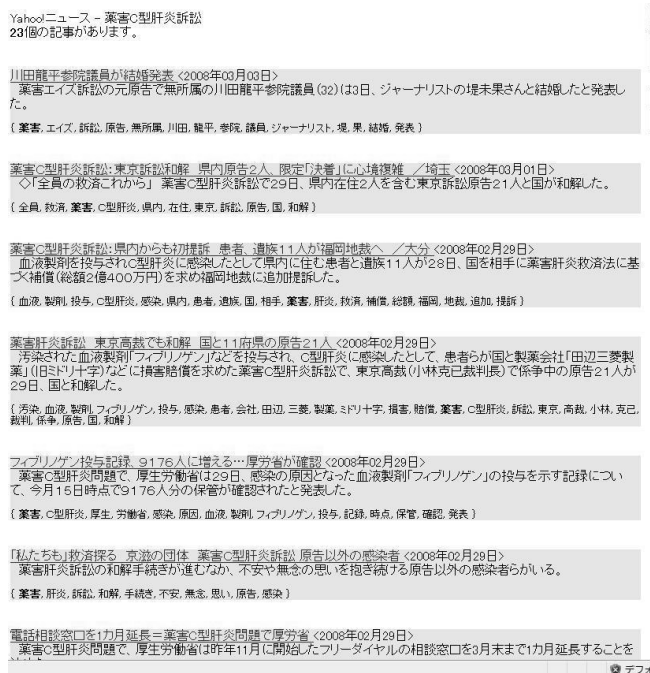 Yahoo!ニュース - 薬害C型肝炎訴訟
23個の記事があります。
川田龍平参院議員が結婚発表 <2008年03月03日>
薬害エイズ訴訟の元原告で無所属の川田龍平参院議員(32)は3日、ジャーナリストの堤未果さんと結婚したと発表し
た。
{ 薬害, エイズ, 訴訟, 原告, 無所属, 川田, 龍平, 参院, 議員, ジャーナリスト, 堤, 果, 結婚, 発表 }
薬害C型肝炎訴訟:東京訴訟和解 県内原告2人、限定「決着」に心境複雑 /埼玉 <2008年03月01日>
◇「全員の救済これから」 薬害C型肝炎訴訟で29日、県内在住2人を含む東京訴訟原告21人と国が和解した。
{ 全員, 救済, 薬害, C型肝炎, 県内, 在住, 東京, 訴訟, 原告, 国, 和解 }
薬害C型肝炎訴訟:県内からも初提訴 患者、遺族11人が福岡地裁へ /大分 <2008年02月29日>
血液製剤を投与されC型肝炎に感染したとして県内に住む患者と遺族11人が28日、国を相手に薬害肝炎救済法に基
づく補償(総額2億400万円)を求め福岡地裁に追加提訴した。
{ 血液, 製剤, 投与, C型肝炎, 感染, 県内, 患者, 遺族, 国, 相手, 薬害, 肝炎, 救済, 補償, 総額, 福岡, 地裁, 追加, 提訴 }
薬害肝炎訴訟 東京高裁でも和解 国と11府県の原告21人 <2008年02月29日>
汚染された血液製剤「フィブリノゲン」などを投与され、C型肝炎に感染したとして、患者らが国と製薬会社「田辺三菱製
薬」(旧ミドリ十字)などに損害賠償を求めた薬害C型肝炎訴訟で、東京高裁(小林克已裁判長)で係争中の原告21人が
29日、国と和解した。
{ 汚染, 血液, 製剤, フィブリノゲン, 投与, 感染, 患者, 会社, 田辺, 三菱, 製薬, ミドリ十字, 損害, 賠償, 薬害, C型肝炎, 訴訟, 東京, 高裁, 小林, 克已,
裁判, 係争, 原告, 国, 和解 }
フィブリノゲン投与記録、9176人に増える…厚労省が確認 <2008年02月29日>
薬害C型肝炎問題で、厚生労働省は29日、感染の原因となった血液製剤「フィブリノゲン」の投与を示す記録につい
て、今月15日時点で9176人分の保管が確認されたと発表した。
{ 薬害, C型肝炎, 厚生, 労働省, 感染, 原因, 血液, 製剤, フィブリノゲン, 投与, 記録, 時点, 保管, 確認, 発表 }
「私たちも」救済探る 京滋の団体 薬害C型肝炎訴訟 原告以外の感染者 <2008年02月29日>
薬害肝炎訴訟の和解手続きが進むなか、不安や無念の思いを抱き続ける原告以外の感染者らがいる。
{ 薬害, 肝炎, 訴訟, 和解, 手続き, 不安, 無念, 思い, 原告, 感染 }
電話相談窓口を1カ月延長=薬害C型肝炎問題で厚労省 <2008年02月29日>
薬害C型肝炎問題で、厚生労働省は昨年11月に開始したフリーダイヤルの相談窓口を3月末まで1カ月延長することを
デフォ